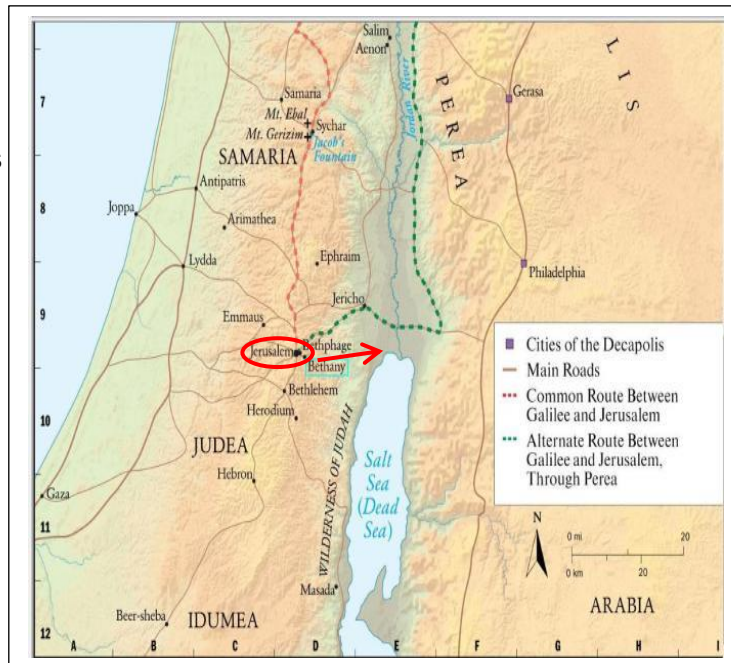 LIS
Salim
Aenon
PEREA
Jordan River
7
Samaria
Gerasa
Mt. Ebal
Sychar
Mt. Gerizim
Jacob's
Fountain
SAMARIA
Antipatris
8
Joppa
Arimathea
Lydda
Ephraim
Philadelphia
Jericho
9
Emmaus
Jerusalem
Bethphage
Bethany
Bethlehem
10
Herodium
JUDEA
Hebron
WILDERNESS OF JUDAH
Salt
Sea
(Dead
Sea)
Gaza
11
Masada
Beer-sheba
IDUMEA
ARABIA
12
A B C D E F G H I
Cities of the Decapolis
Main Roads
Common Route Between
Galilee and Jerusalem
Alternate Route Between
Galilee and Jerusalem,
Through Perea
N
0 mi 20
0 km 20